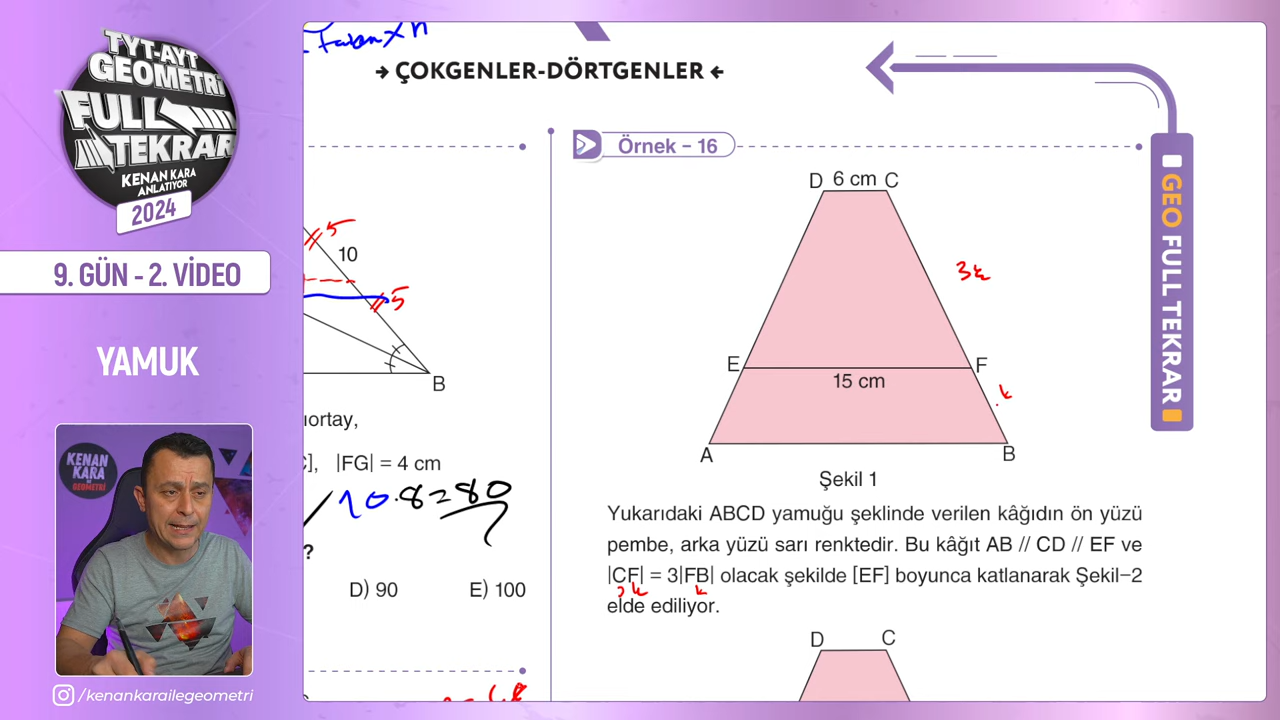 TYT-AYT
GEOMETRİ
FULL
TEKRAR
KENAN KARA
ANLATIYOR
2024
9. GÜN - 2. VİDEO
YAMUK
KENAN
KARA
GEOMETRİ
/kenankarailegeometri
ÇOKGENLER-DÖRTGENLER
5
10
5
B
ıortay,
], |FG| = 4 cm
10.8=80
?
D) 90 E) 100
Örnek – 16
D 6 cm C
3k
E F
15 cm
k
A B
Şekil 1
Yukarıdaki ABCD yamuğu şeklinde verilen kâğıdın ön yüzü
pembe, arka yüzü sarı renktedir. Bu kâğıt AB // CD // EF ve
|CF| = 3|FB| olacak şekilde [EF] boyunca katlanarak Şekil–2
3k k
elde ediliyor.
D C
GEO FULL TEKRAR